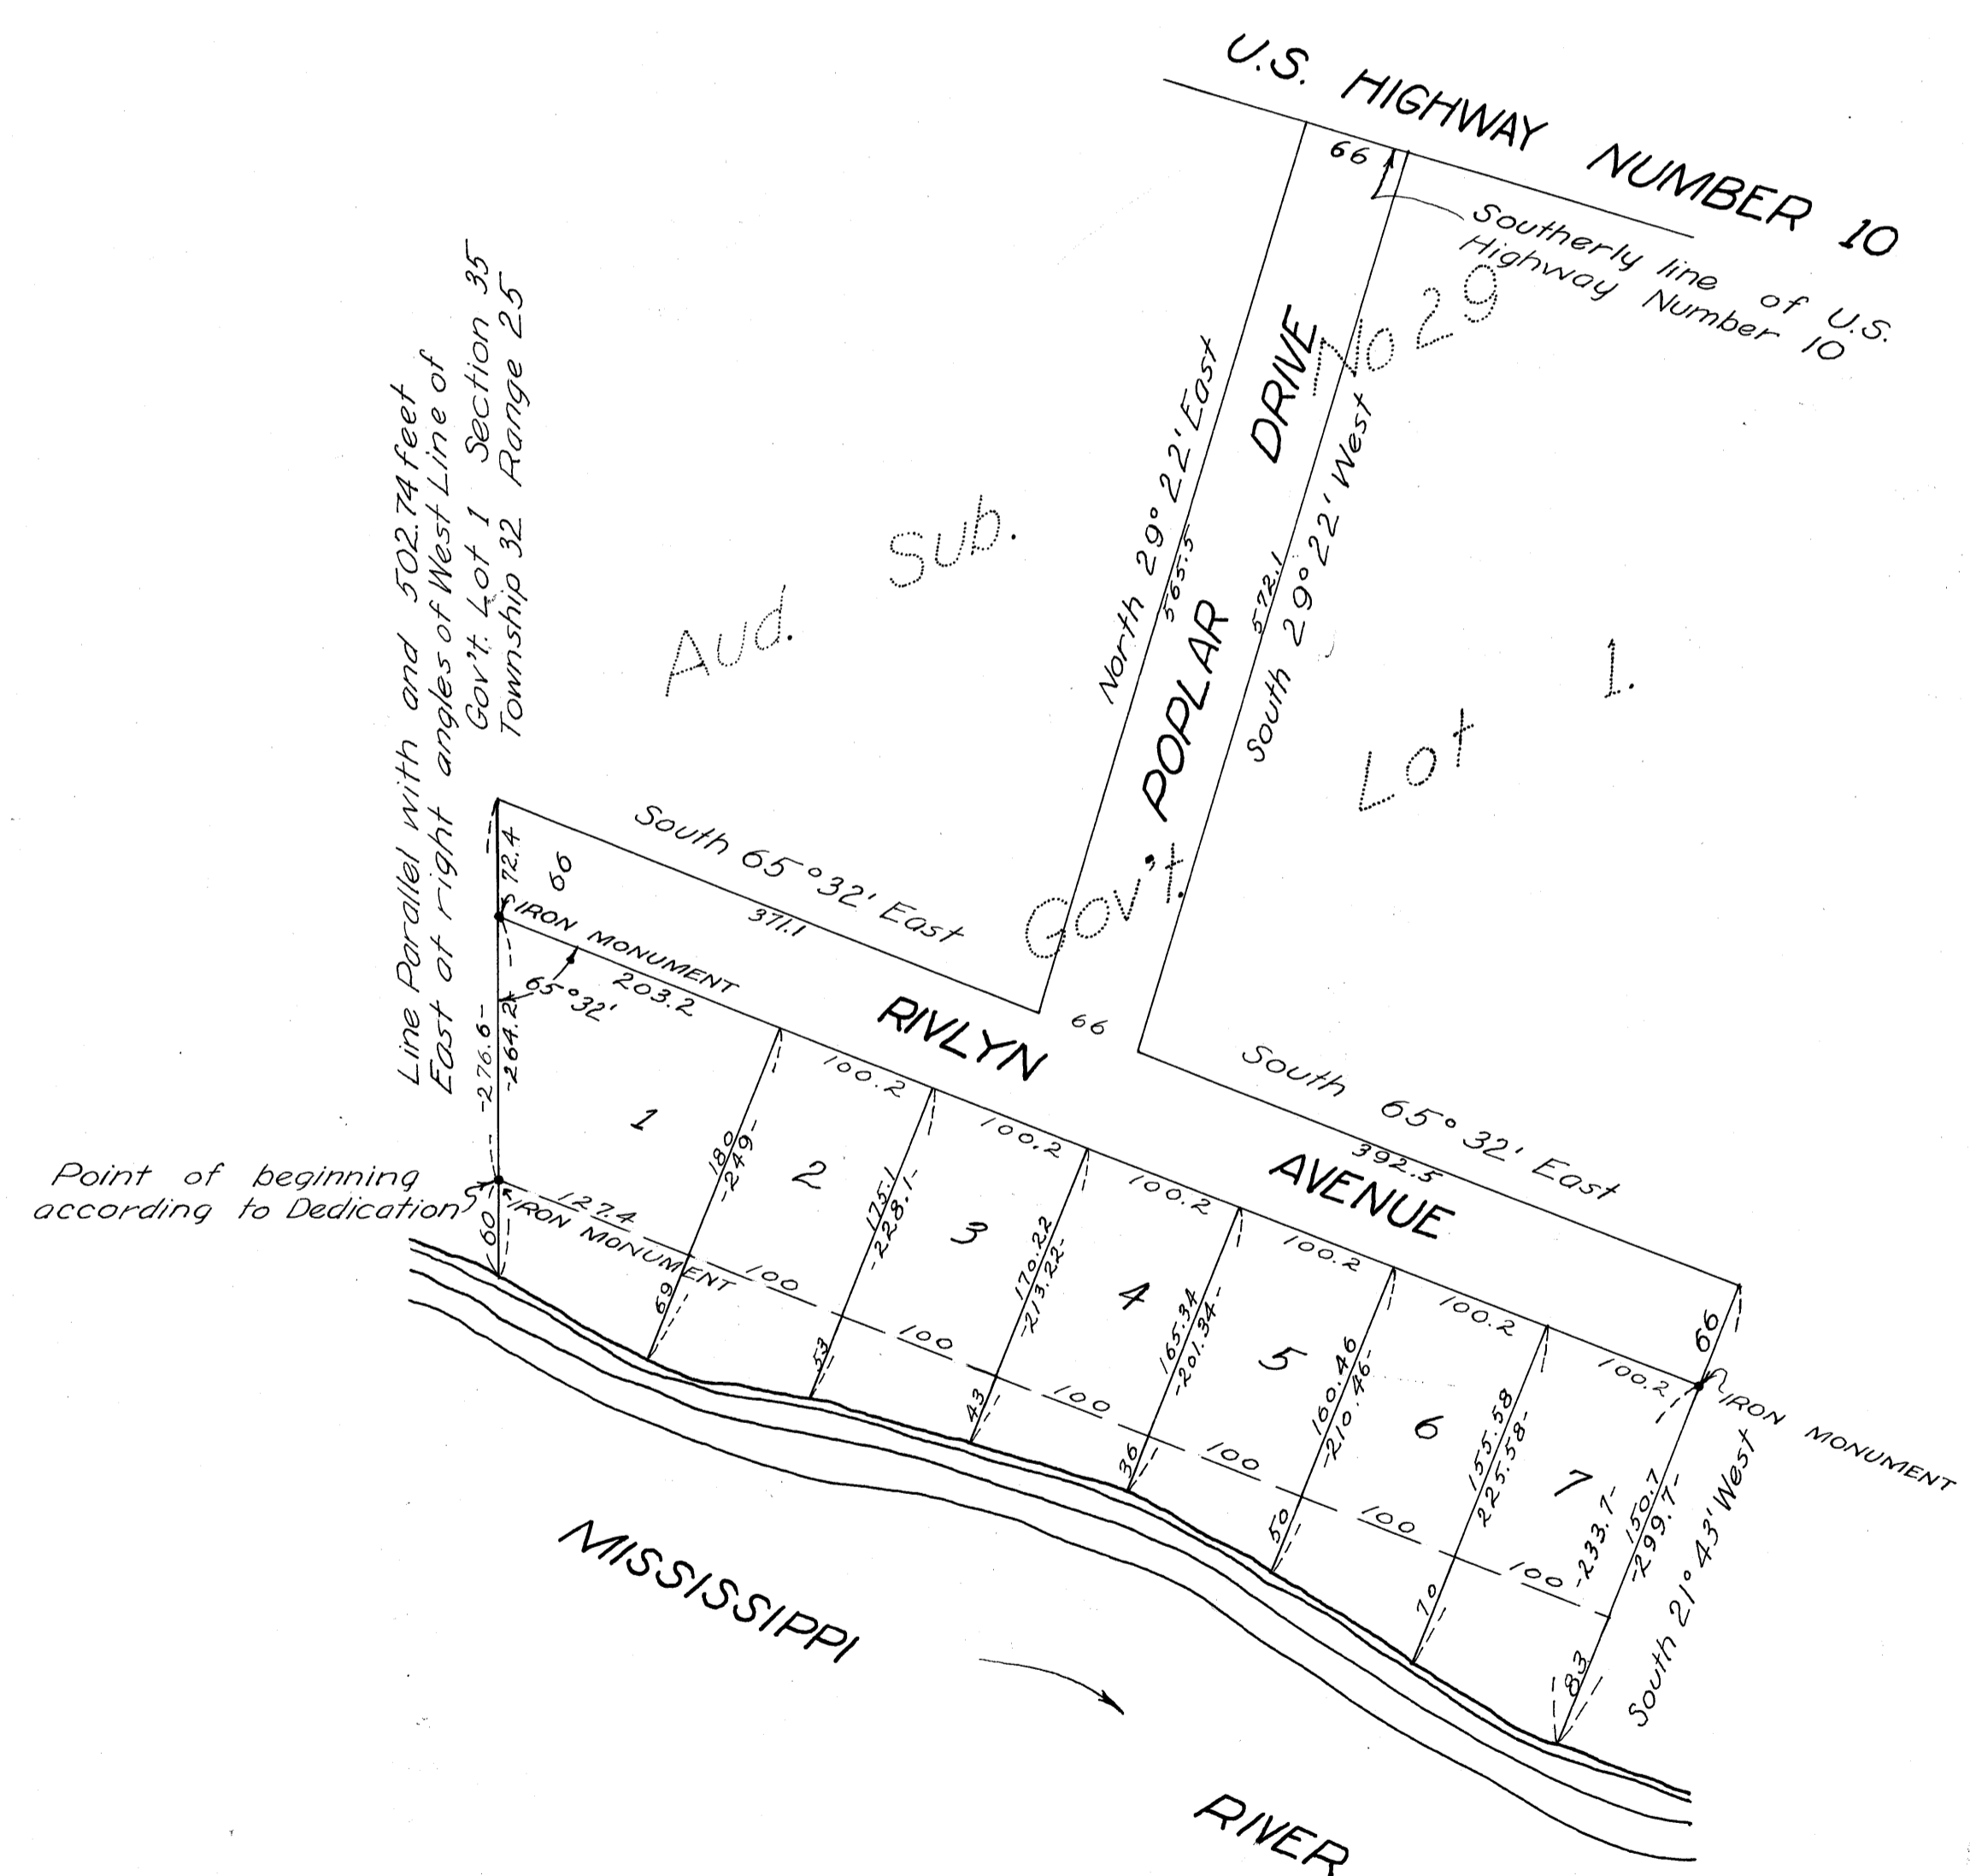 U.S. HIGHWAY NUMBER 10
66
Southerly line of U.S.
Highway Number 10
No 29
DRIVE
POPLAR
North 29° 22' East
565.5
572.1
South 29° 22' West
Line Parallel with and 502.74 feet
East at right angles of West Line of
Gov't. Lot 1 Section 35
Township 32 Range 25
Aud. Sub.
Gov't. Lot 1.
South 65° 32' East
371.1
72.4
66
IRON MONUMENT
203.2
65° 32'
-276.6-
-264.2-
RIVLYN AVENUE
66
South 65° 32' East
392.5
66
100.2
100.2
100.2
100.2
100.2
100.2
IRON MONUMENT
1
180
-249-
2
175.1
-228.1-
3
170.22
-213.22-
4
165.34
-201.34-
5
160.46
-210.46-
6
155.58
225.58-
7
-233.7-
150.7
-299.7-
South 21° 43' West
Point of beginning
according to Dedication
127.4
IRON MONUMENT
100
100
100
100
100
100
60
69
53
43
36
50
70
83
MISSISSIPPI
RIVER